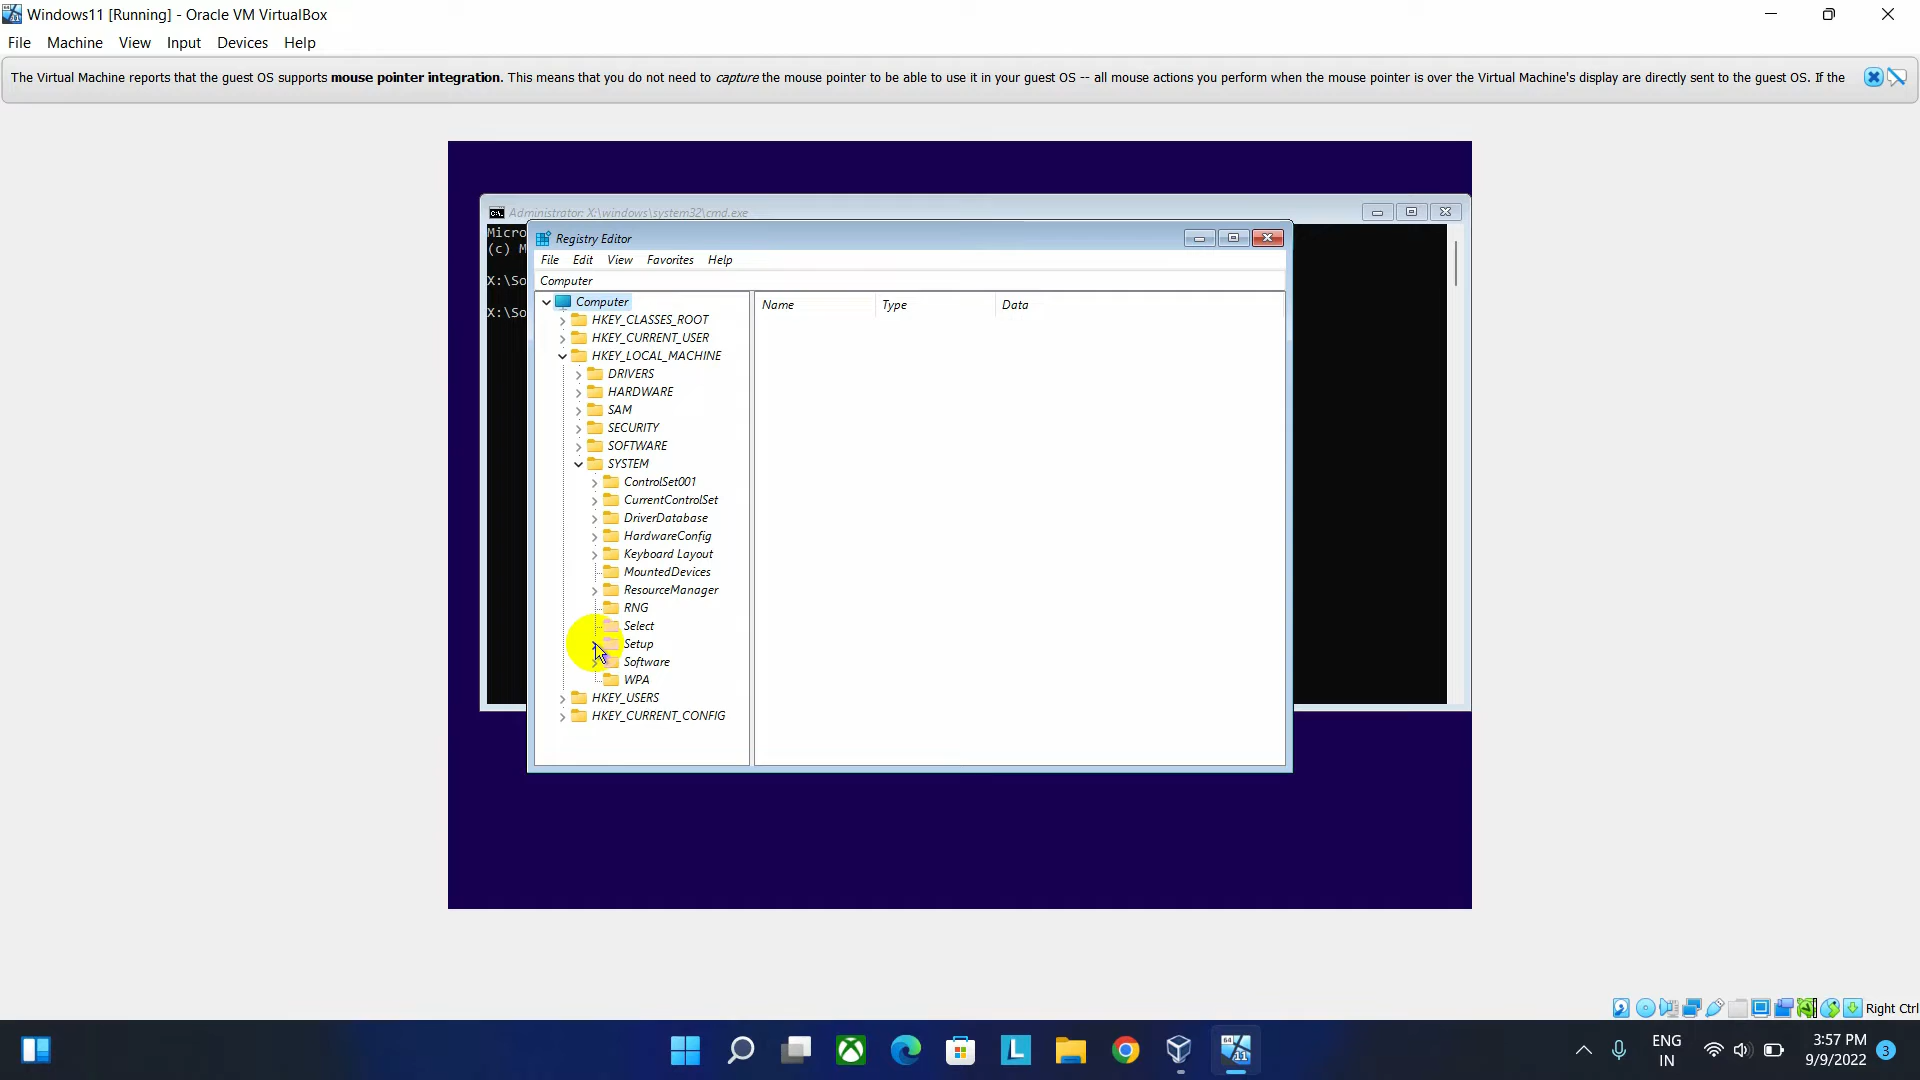 Windows11 [Running] - Oracle VM VirtualBox
File Machine View Input Devices Help
The Virtual Machine reports that the guest OS supports mouse pointer integration. This means that you do not need to capture the mouse pointer to be able to use it in your guest OS -- all mouse actions you perform when the mouse pointer is over the Virtual Machine's display are directly sent to the guest OS. If the
Administrator: X:\windows\system32\cmd.exe
Micro
(c) M
X:\So
X:\So
Registry Editor
File Edit View Favorites Help
Computer
Name Type Data
Computer
HKEY_CLASSES_ROOT
HKEY_CURRENT_USER
HKEY_LOCAL_MACHINE
DRIVERS
HARDWARE
SAM
SECURITY
SOFTWARE
SYSTEM
ControlSet001
CurrentControlSet
DriverDatabase
HardwareConfig
Keyboard Layout
MountedDevices
ResourceManager
RNG
Select
Setup
Software
WPA
HKEY_USERS
HKEY_CURRENT_CONFIG
Right Ctrl
ENG
IN
3:57 PM
9/9/2022
3